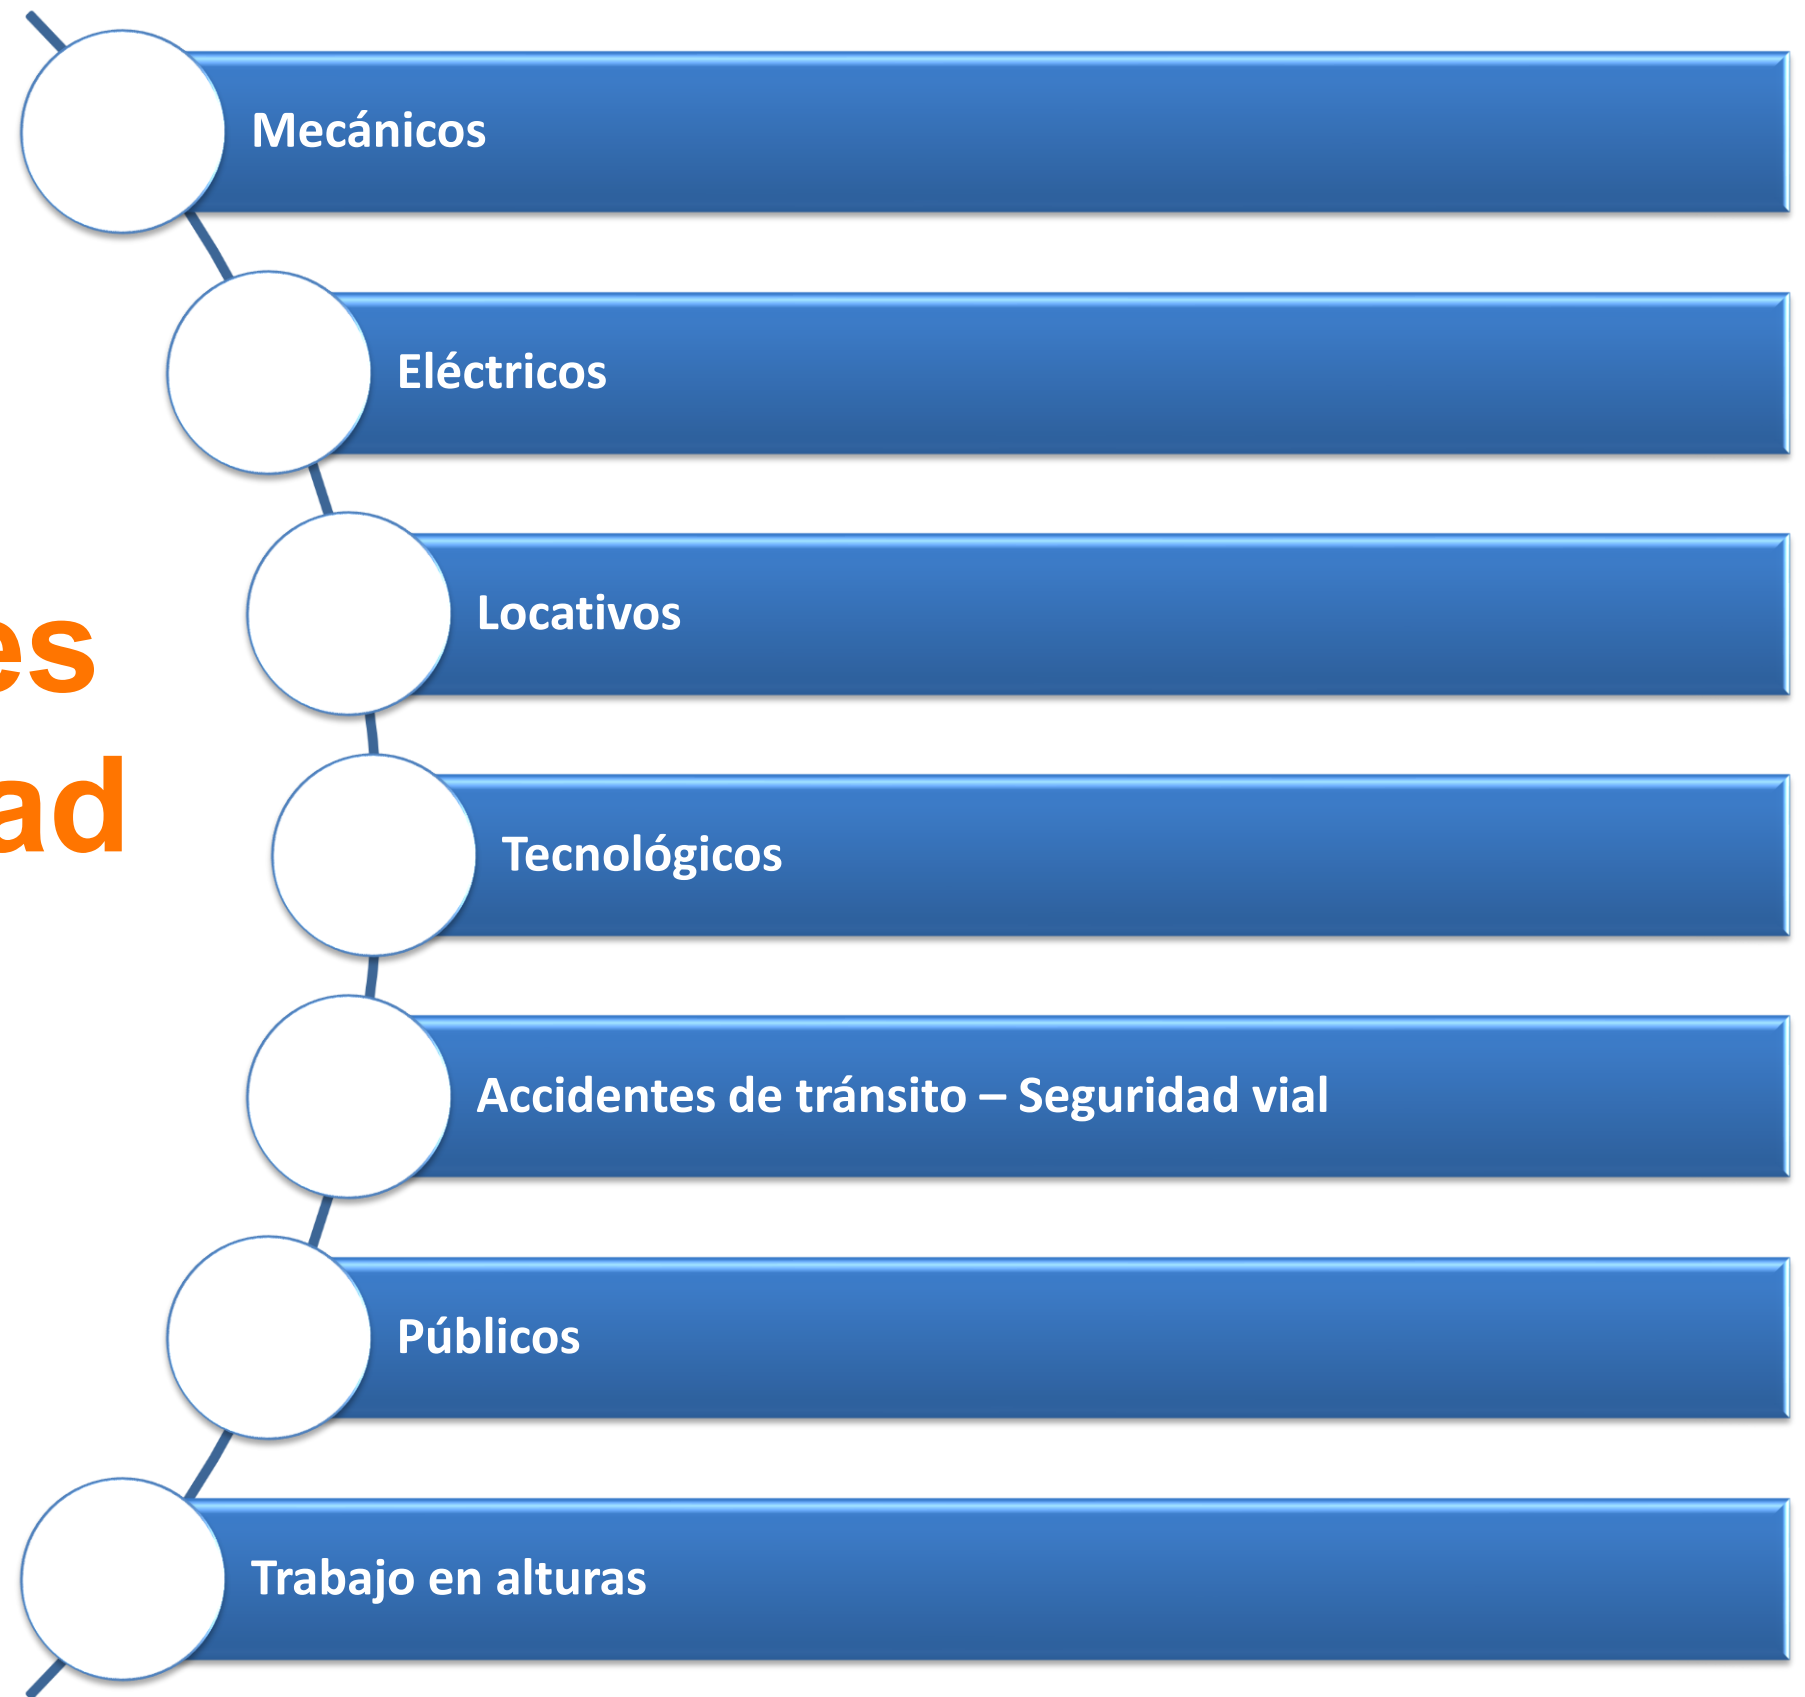 Mecánicos
Eléctricos
Locativos
es
ad
Tecnológicos
Accidentes de tránsito – Seguridad vial
Públicos
Trabajo en alturas